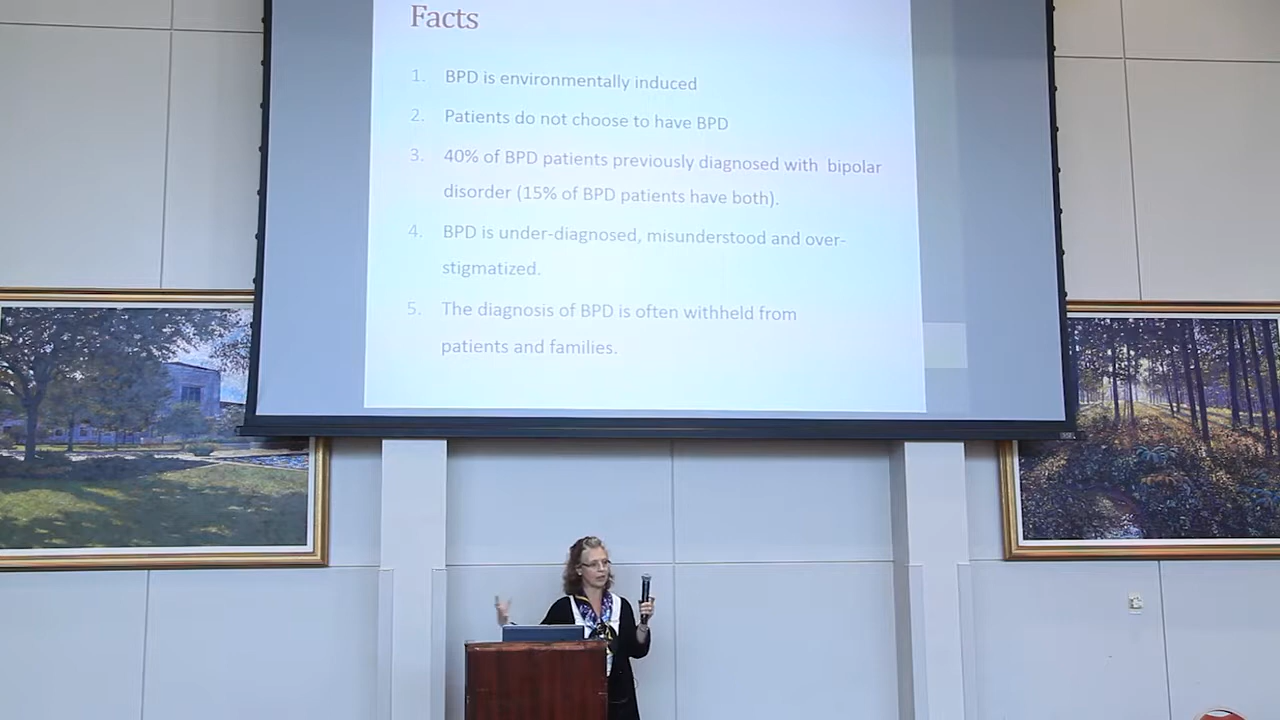 Facts
1. BPD is environmentally induced
2. Patients do not choose to have BPD
3. 40% of BPD patients previously diagnosed with bipolar
disorder (15% of BPD patients have both).
4. BPD is under-diagnosed, misunderstood and over-
stigmatized.
5. The diagnosis of BPD is often withheld from
patients and families.